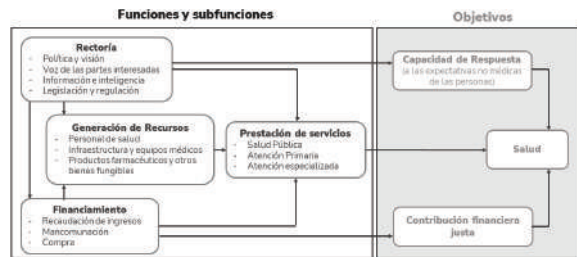 Funciones y subfunciones
Objetivos
Rectoría
- Política y visión
- Voz de las partes interesadas
- Información e inteligencia
- Legislación y regulación
Capacidad de Respuesta
(a las expectativas no médicas
de las personas)
Generación de Recursos
- Personal de salud
- Infraestructura y equipos médicos
- Productos farmacéuticos y otros
bienes fungibles
Prestación de servicios
- Salud Pública
- Atención Primaria
- Atención especializada
Salud
Financiamiento
- Recaudación de ingresos
- Mancomunación
- Compra
Contribución financiero
justa